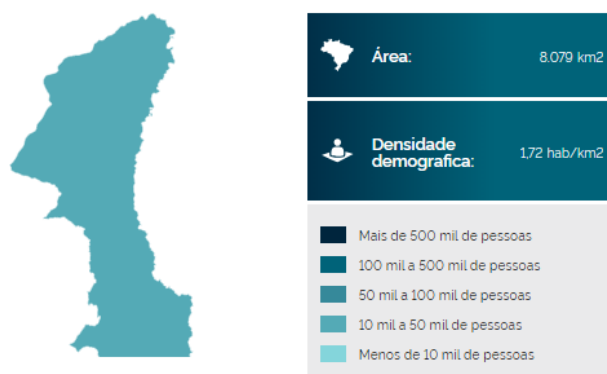 Área:
8.079 km2
Densidade
demografica:
1,72 hab/km2
Mais de 500 mil de pessoas
100 mil a 500 mil de pessoas
50 mil a 100 mil de pessoas
10 mil a 50 mil de pessoas
Menos de 10 mil de pessoas